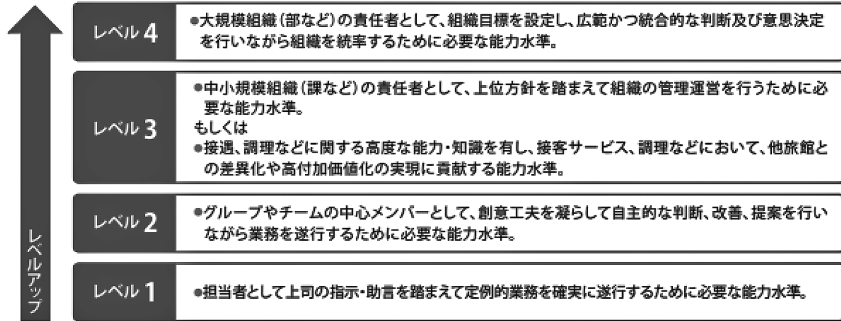 レベル 4
●大規模組織（部など）の責任者として、組織目標を設定し、広範かつ統合的な判断及び意思決定
を行いながら組織を統率するために必要な能力水準。
レベル 3
●中小規模組織（課など）の責任者として、上位方針を踏まえて組織の管理運営を行うために必
要な能力水準。
もしくは
●接遇、調理などに関する高度な能力・知識を有し、接客サービス、調理などにおいて、他旅館と
の差異化や高付加価値化の実現に貢献する能力水準。
レベル 2
●グループやチームの中心メンバーとして、創意工夫を凝らして自主的な判断、改善、提案を行い
ながら業務を遂行するために必要な能力水準。
レベル 1
●担当者として上司の指示・助言を踏まえて定例的業務を確実に遂行するために必要な能力水準。
レベルアップ